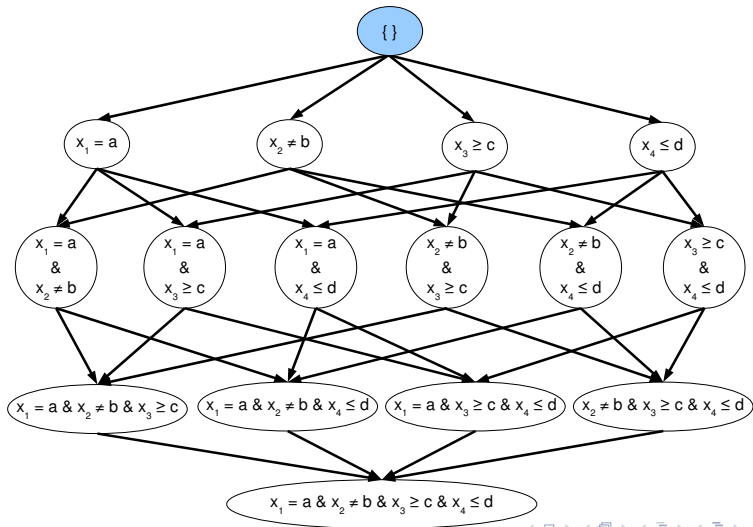 { }
x₁ = a
x₂ ≠ b
x₃ ≥ c
x₄ ≤ d
x₁ = a
&
x₂ ≠ b
x₁ = a
&
x₃ ≥ c
x₁ = a
&
x₄ ≤ d
x₂ ≠ b
&
x₃ ≥ c
x₂ ≠ b
&
x₄ ≤ d
x₃ ≥ c
&
x₄ ≤ d
x₁ = a & x₂ ≠ b & x₃ ≥ c
x₁ = a & x₂ ≠ b & x₄ ≤ d
x₁ = a & x₃ ≥ c & x₄ ≤ d
x₂ ≠ b & x₃ ≥ c & x₄ ≤ d
x₁ = a & x₂ ≠ b & x₃ ≥ c & x₄ ≤ d